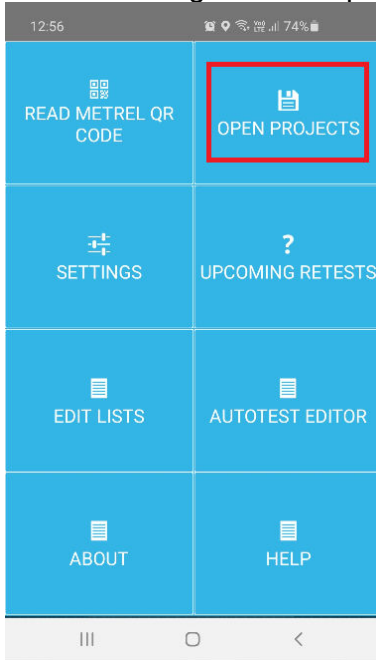 12:56
74%
READ METREL QR
CODE
OPEN PROJECTS
SETTINGS
UPCOMING RETESTS
EDIT LISTS
AUTOTEST EDITOR
ABOUT
HELP